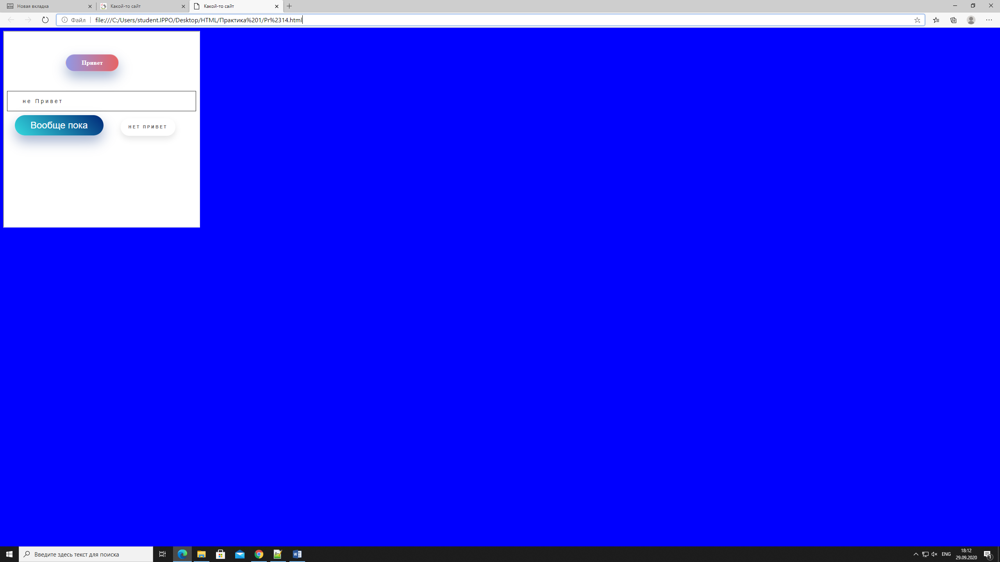 Новая вкладка
Какой-то сайт
Какой-то сайт
Файл
file:///C:/Users/student.IPPO/Desktop/HTML/Практика%201/Pr%2314.html
Привет
не Привет
Вообще пока
НЕТ ПРИВЕТ
Введите здесь текст для поиска
ENG
18:12
29.09.2020
1